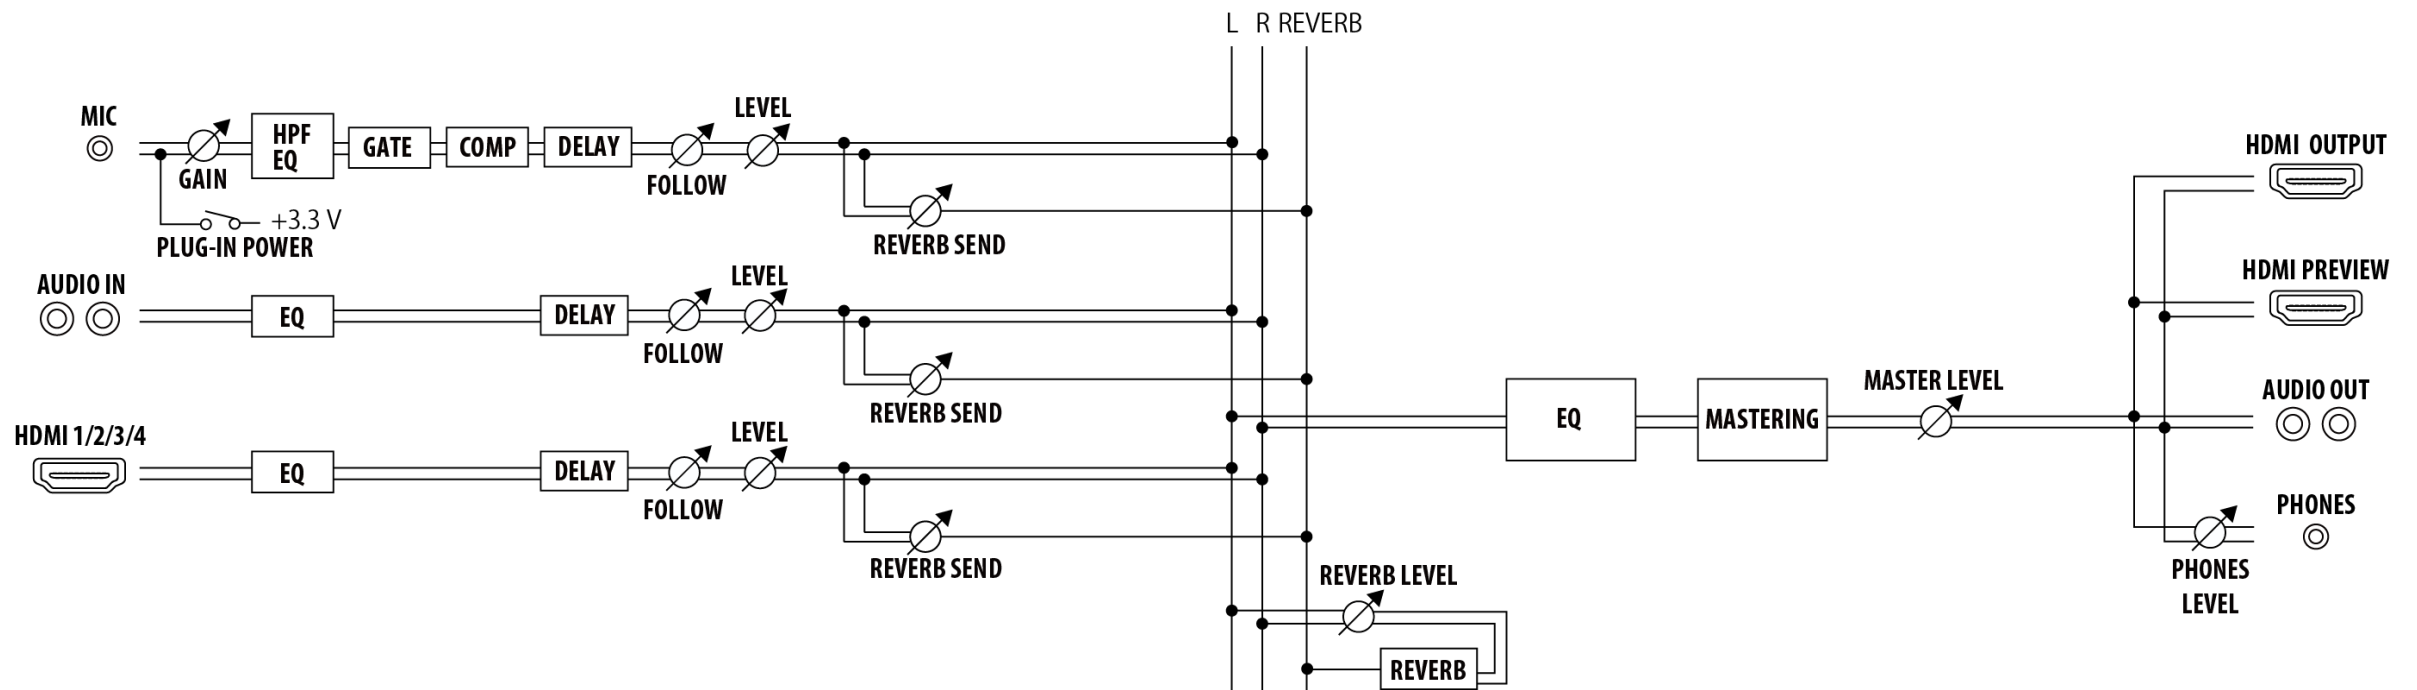 L R REVERB
MIC
LEVEL
HPF
EQ
GATE
COMP
DELAY
GAIN
FOLLOW
+3.3 V
PLUG-IN POWER
REVERB SEND
HDMI OUTPUT
AUDIO IN
LEVEL
EQ
DELAY
FOLLOW
REVERB SEND
HDMI PREVIEW
HDMI 1/2/3/4
LEVEL
EQ
DELAY
FOLLOW
REVERB SEND
EQ
MASTERING
MASTER LEVEL
AUDIO OUT
PHONES
PHONES
LEVEL
REVERB LEVEL
REVERB